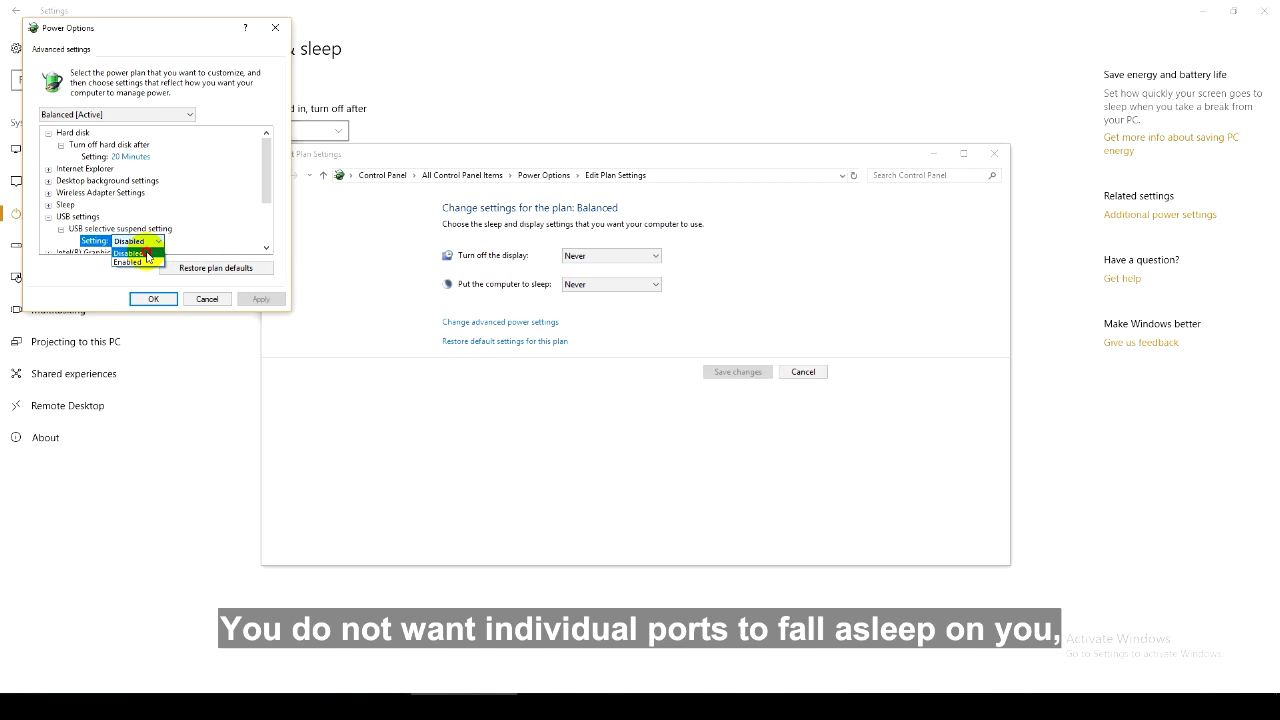 Settings
Power Options
?
Advanced settings
Select the power plan that you want to customize, and
then choose settings that reflect how you want your
computer to manage power.
Balanced [Active]
Hard disk
Turn off hard disk after
Setting: 20 Minutes
Internet Explorer
Desktop background settings
Wireless Adapter Settings
Sleep
USB settings
USB selective suspend setting
Setting: Disabled
Disabled
Enabled
Restore plan defaults
OK
Cancel
Apply
& sleep
d in, turn off after
Plan Settings
Control Panel
All Control Panel Items
Power Options
Edit Plan Settings
Search Control Panel
Change settings for the plan: Balanced
Choose the sleep and display settings that you want your computer to use.
Turn off the display: Never
Put the computer to sleep: Never
Change advanced power settings
Restore default settings for this plan
Save changes
Cancel
Multitasking
Projecting to this PC
Shared experiences
Remote Desktop
About
Save energy and battery life
Set how quickly your screen goes to
sleep when you take a break from
your PC.
Get more info about saving PC
energy
Related settings
Additional power settings
Have a question?
Get help
Make Windows better
Give us feedback
You do not want individual ports to fall asleep on you,
Activate Windows
Go to Settings to activate Windows.